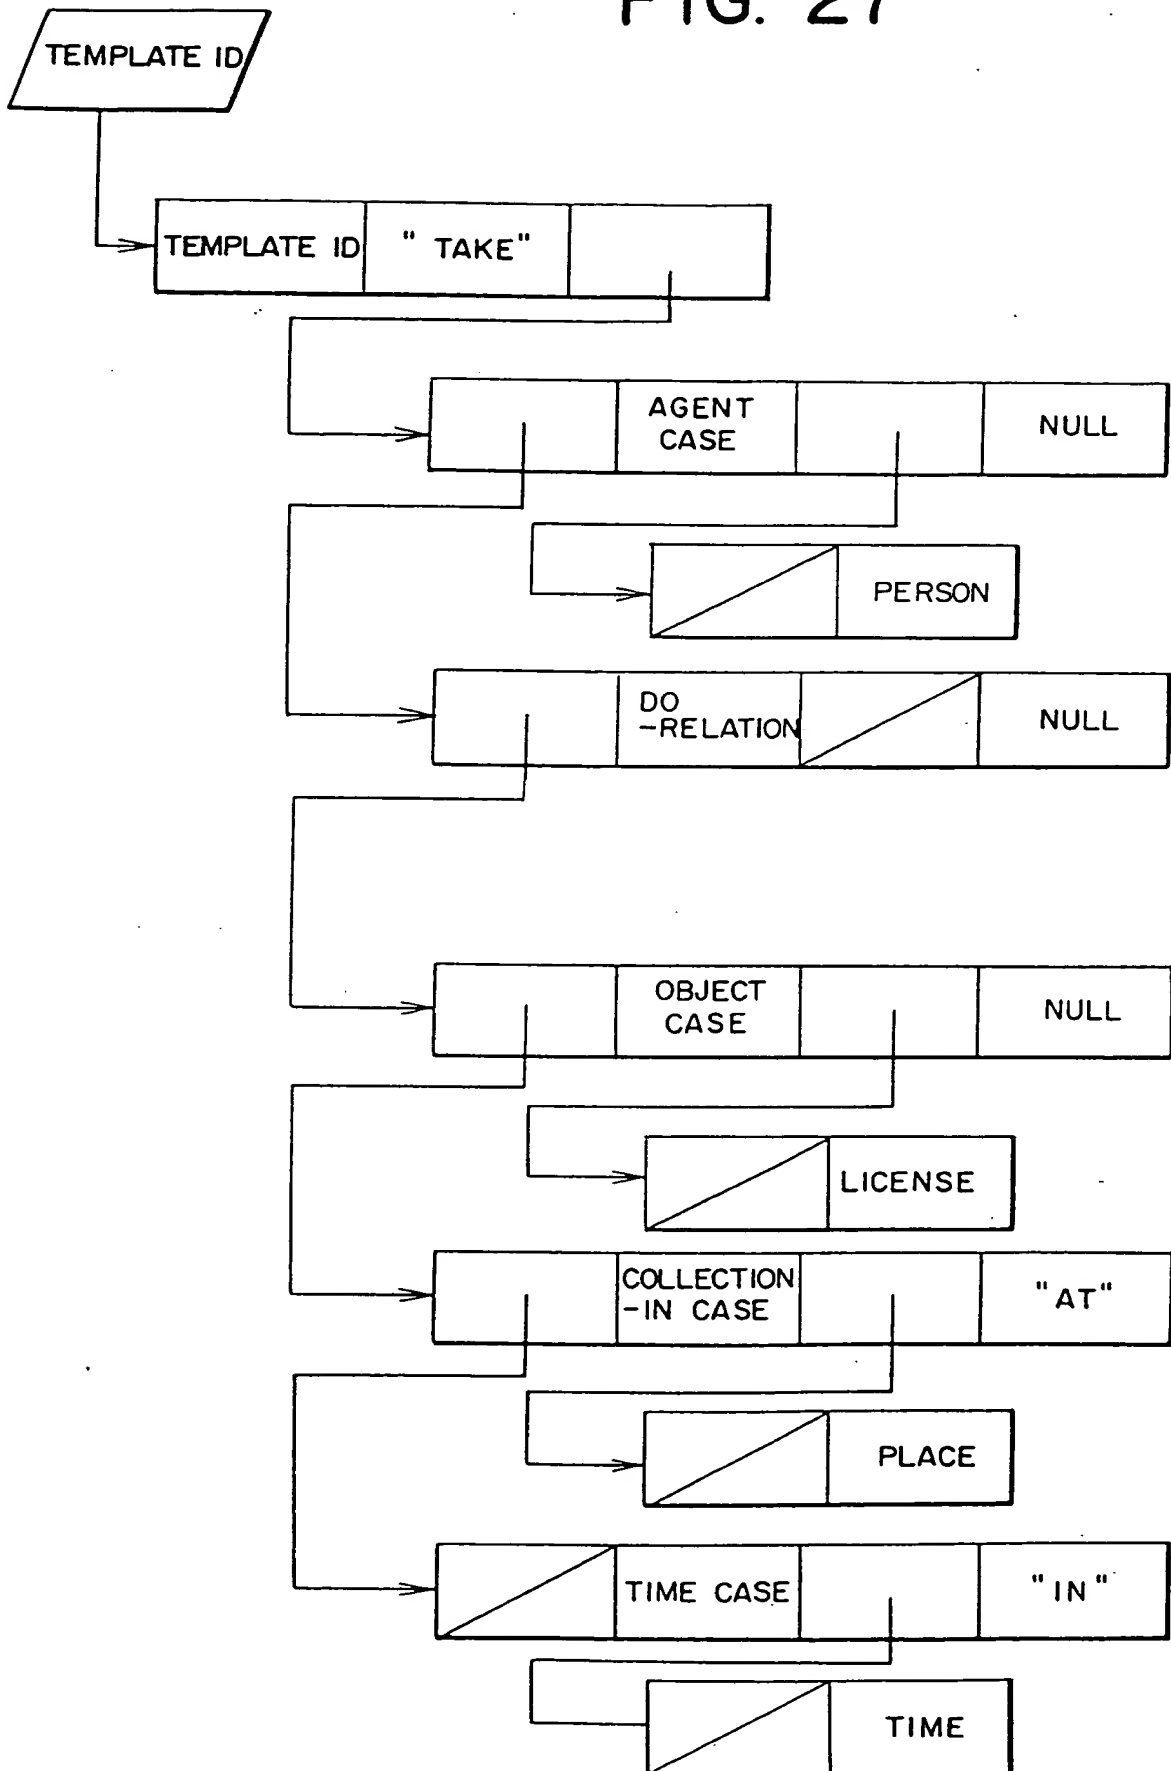 FIG. 27
TEMPLATE ID
TEMPLATE ID " TAKE"
AGENT
CASE
NULL
PERSON
DO
-RELATION
NULL
OBJECT
CASE
NULL
LICENSE
COLLECTION
-IN CASE
"AT"
PLACE
TIME CASE
"IN"
TIME